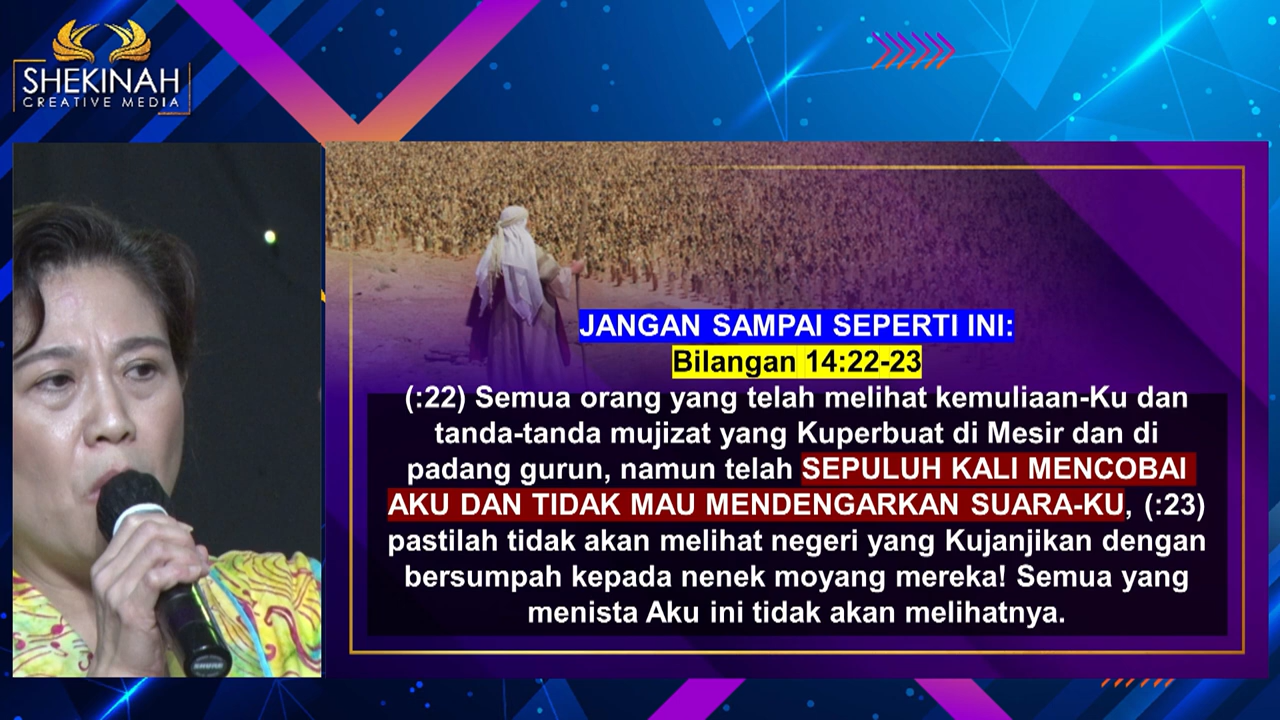 SHEKINAH
CREATIVE MEDIA
JANGAN SAMPAI SEPERTI INI:
Bilangan 14:22-23
(:22) Semua orang yang telah melihat kemuliaan-Ku dan
tanda-tanda mujizat yang Kuperbuat di Mesir dan di
padang gurun, namun telah SEPULUH KALI MENCOBAI
AKU DAN TIDAK MAU MENDENGARKAN SUARA-KU, (:23)
pastilah tidak akan melihat negeri yang Kujanjikan dengan
bersumpah kepada nenek moyang mereka! Semua yang
menista Aku ini tidak akan melihatnya.
SHURE